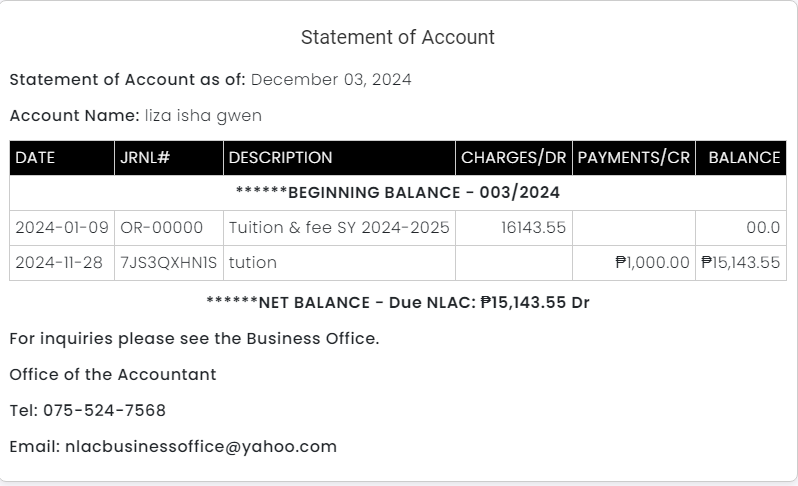 Statement of Account
Statement of Account as of: December 03, 2024
Account Name: liza isha gwen
DATE JRNL# DESCRIPTION CHARGES/DR PAYMENTS/CR BALANCE
******BEGINNING BALANCE - 003/2024
2024-01-09 OR-00000 Tuition & fee SY 2024-2025 16143.55 00.0
2024-11-28 7JS3QXHN1S tution ₱1,000.00 ₱15,143.55
******NET BALANCE - Due NLAC: ₱15,143.55 Dr
For inquiries please see the Business Office.
Office of the Accountant
Tel: 075-524-7568
Email: nlacbusinessoffice@yahoo.com